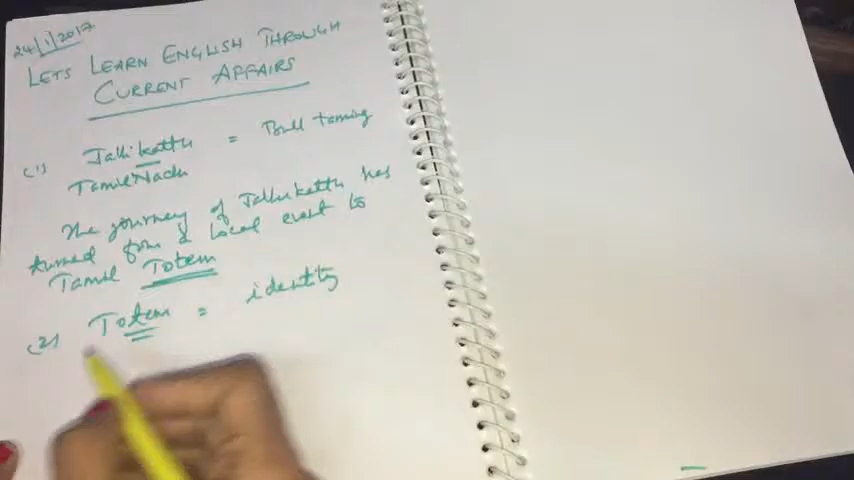 24/1/2017
LETS LEARN ENGLISH THROUGH
CURRENT AFFAIRS
(1) Jallikattu = Bull taming
TamilNadu
The journey of Jallikattu has
turned from a local event to
Tamil Totem
(2) Totem = identity